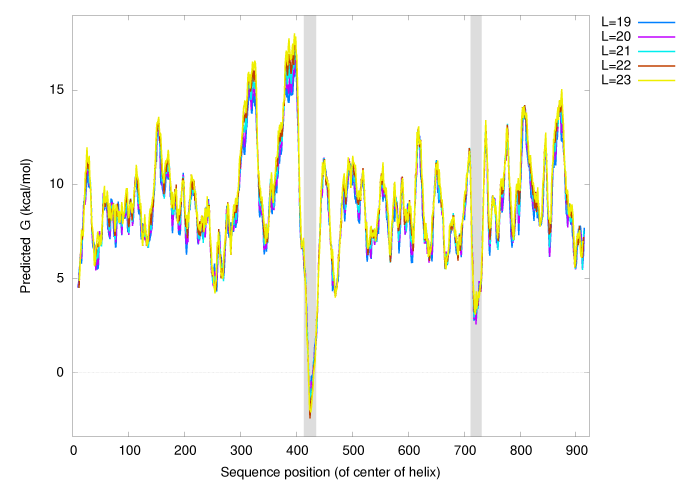 L=19
L=20
L=21
L=22
L=23
15
10
5
0
Predicted G (kcal/mol)
0 100 200 300 400 500 600 700 800 900
Sequence position (of center of helix)